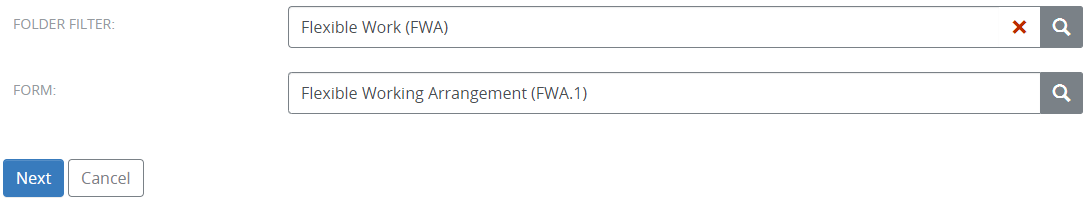 FOLDER FILTER:
Flexible Work (FWA)
FORM:
Flexible Working Arrangement (FWA.1)
Next Cancel